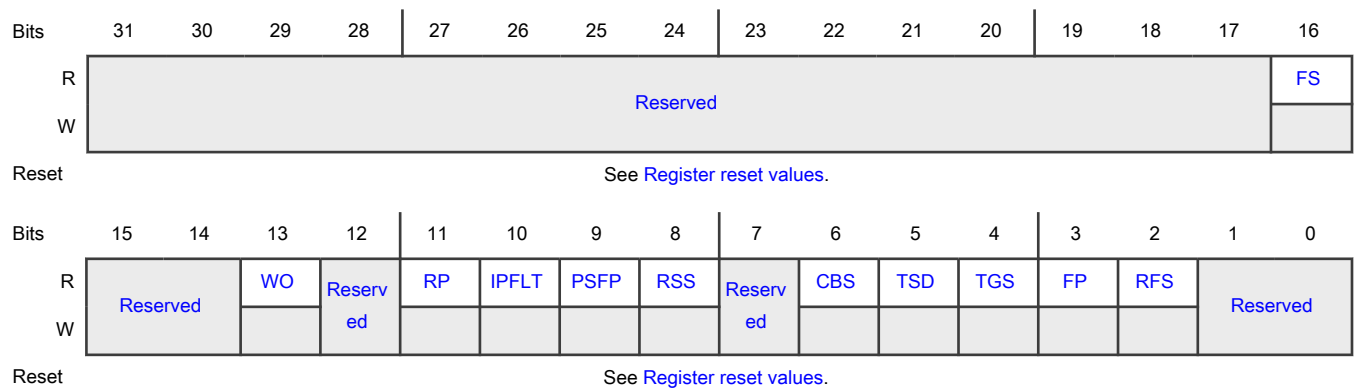 Bits 31 30 29 28 27 26 25 24 23 22 21 20 19 18 17 16
R Reserved FS
W
Reset See Register reset values.
Bits 15 14 13 12 11 10 9 8 7 6 5 4 3 2 1 0
R Reserved WO Reserv ed RP IPFLT PSFP RSS Reserv ed CBS TSD TGS FP RFS Reserved
W
Reset See Register reset values.